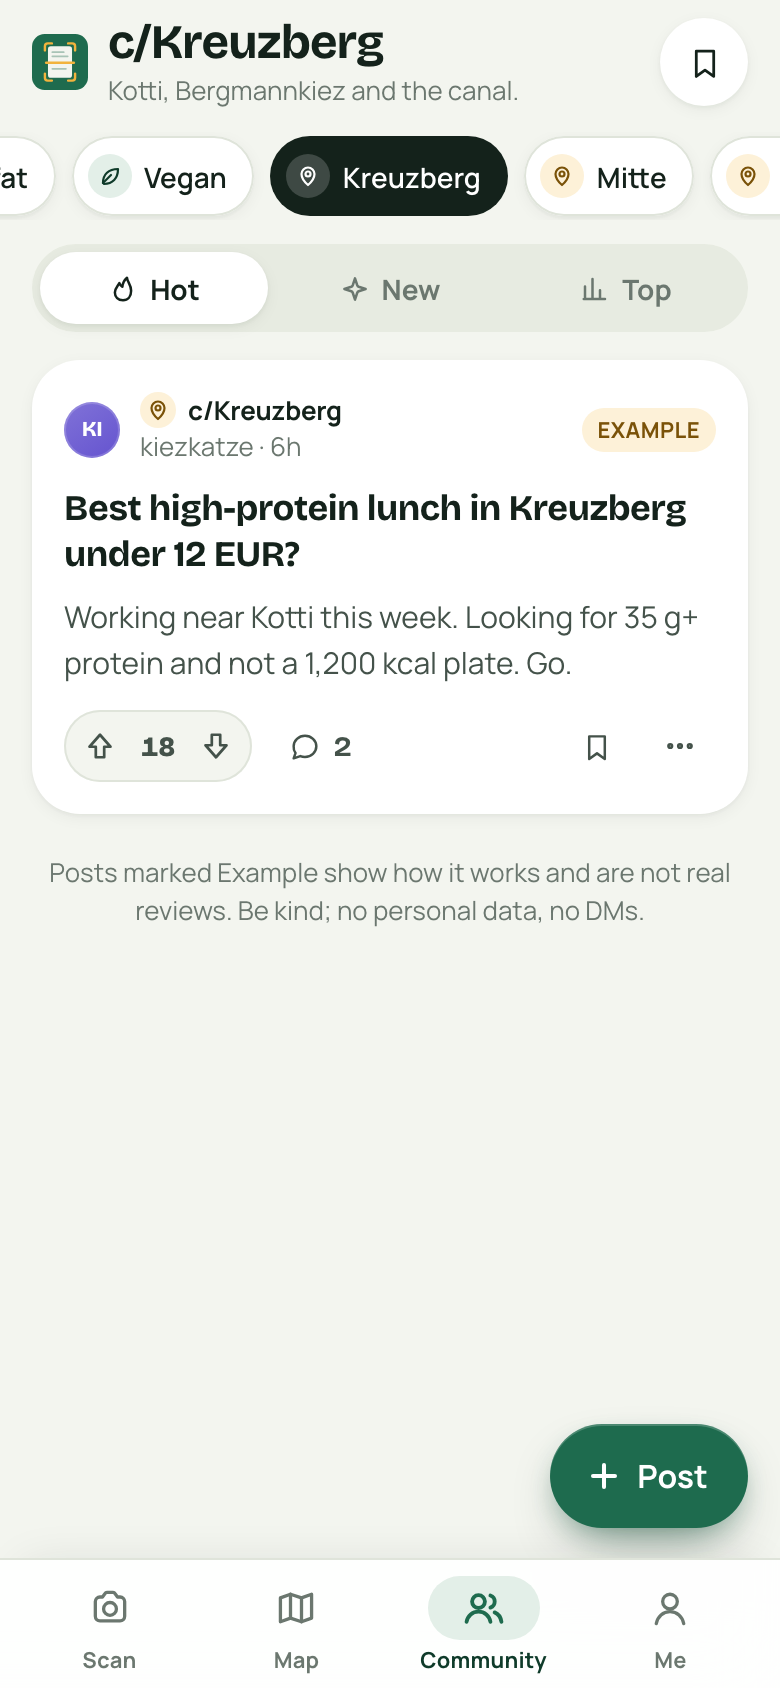 c/Kreuzberg
Kotti, Bergmannkiez and the canal.
fat
Vegan
Kreuzberg
Mitte
Hot
New
Top
KI
c/Kreuzberg
kiezkatze · 6h
EXAMPLE
Best high-protein lunch in Kreuzberg
under 12 EUR?
Working near Kotti this week. Looking for 35 g+
protein and not a 1,200 kcal plate. Go.
18
2
Posts marked Example show how it works and are not real
reviews. Be kind; no personal data, no DMs.
+ Post
Scan
Map
Community
Me